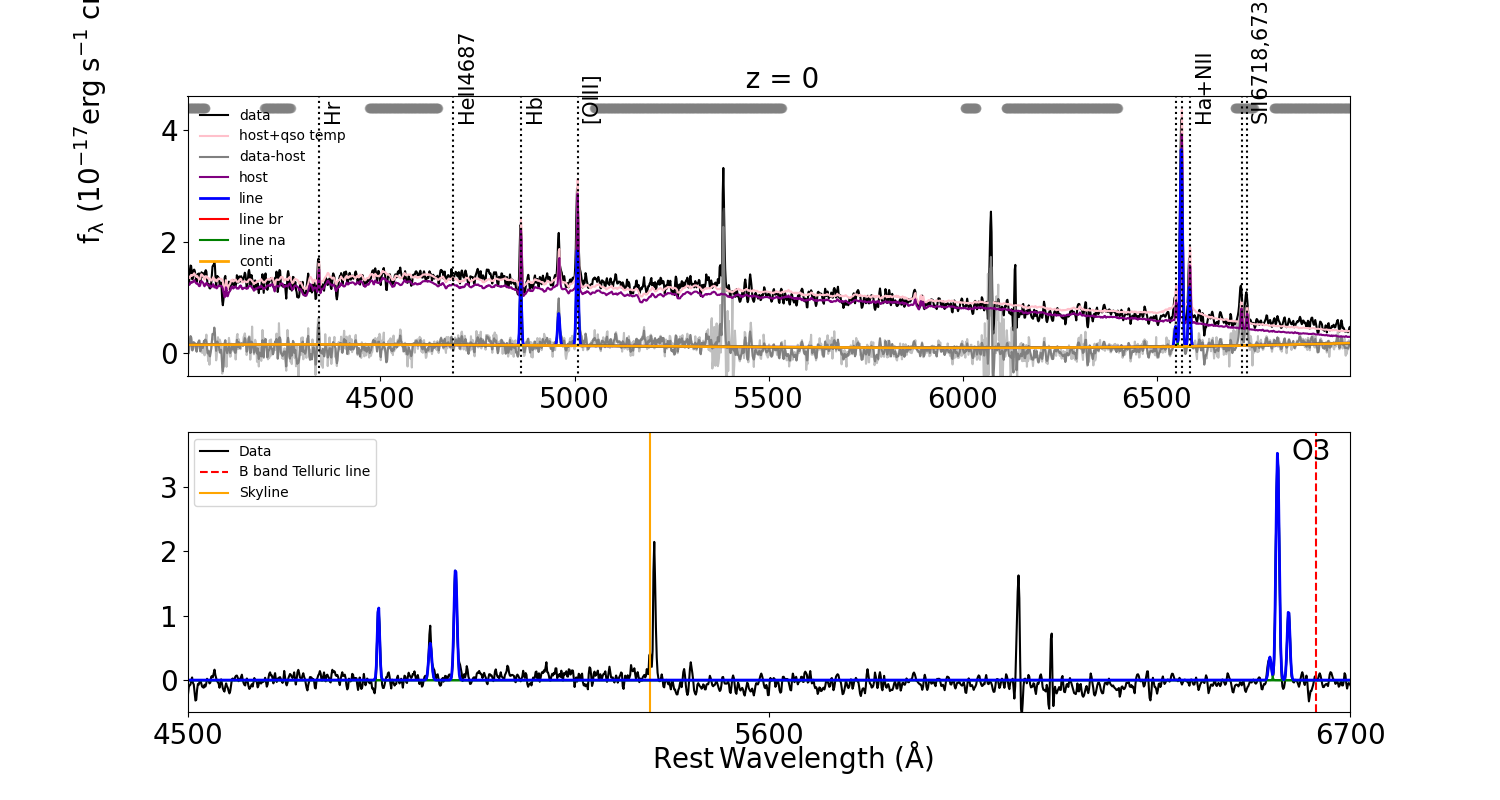 z = 0
fλ (10−17erg s−1 c
Hr
HeII4687
Hb
[OIII]
Ha+NII
SII6718,673
data
host+qso temp
data-host
host
line
line br
line na
conti
4
2
0
4500 5000 5500 6000 6500
O3
Data
B band Telluric line
Skyline
3
2
1
0
4500 5600 6700
Rest Wavelength (Å)